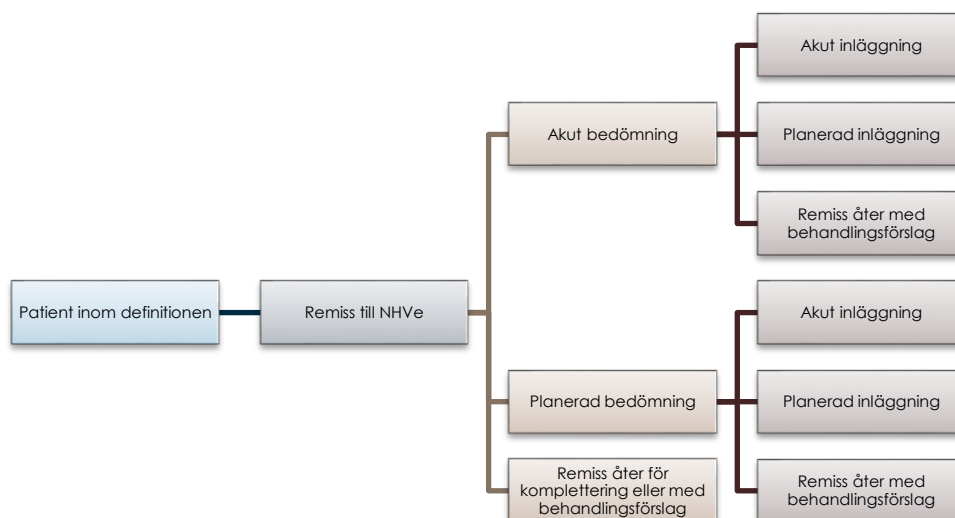 Patient inom definitionen
Remiss till NHVe
Akut bedömning
Akut inläggning
Planerad inläggning
Remiss åter med
behandlingsförslag
Planerad bedömning
Akut inläggning
Planerad inläggning
Remiss åter med
behandlingsförslag
Remiss åter för
komplettering eller med
behandlingsförslag